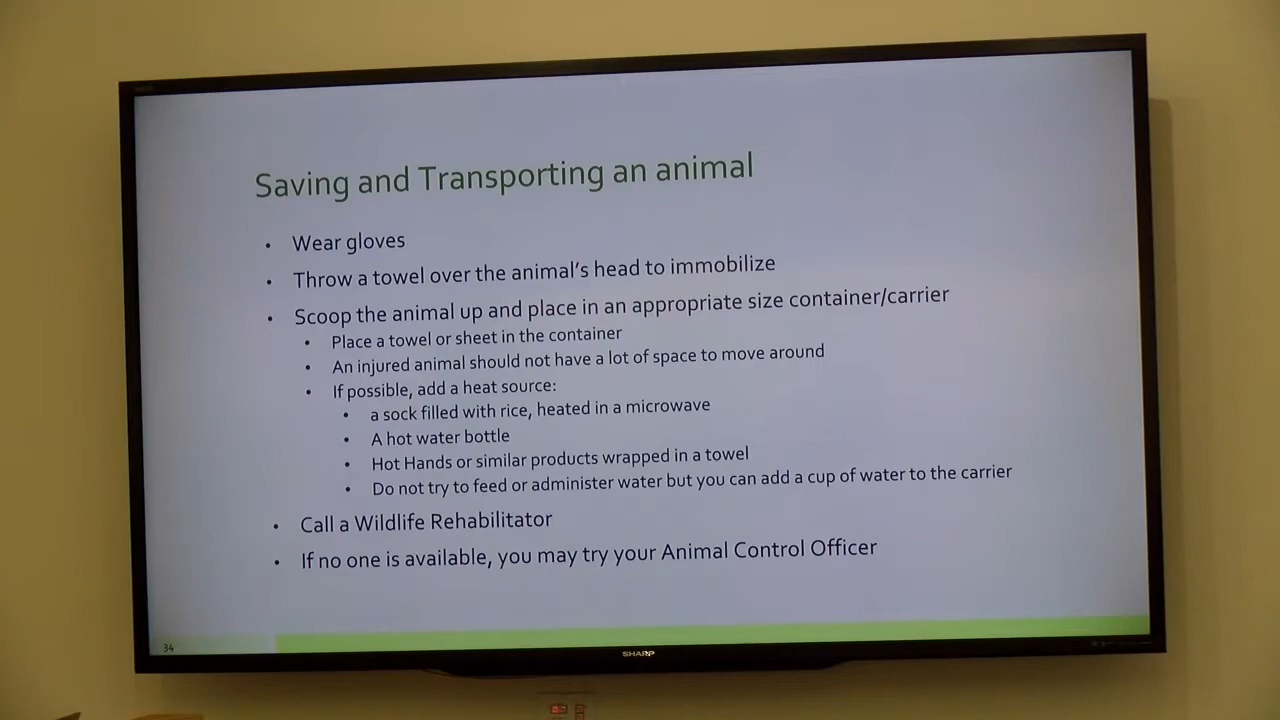 Saving and Transporting an animal
• Wear gloves
• Throw a towel over the animal's head to immobilize
• Scoop the animal up and place in an appropriate size container/carrier
• Place a towel or sheet in the container
• An injured animal should not have a lot of space to move around
• If possible, add a heat source:
• a sock filled with rice, heated in a microwave
• A hot water bottle
• Hot Hands or similar products wrapped in a towel
• Do not try to feed or administer water but you can add a cup of water to the carrier
• Call a Wildlife Rehabilitator
• If no one is available, you may try your Animal Control Officer
34
SHARP